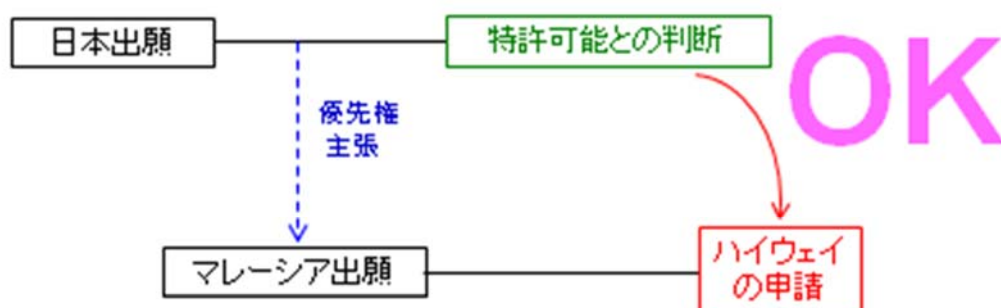 日本出願
特許可能との判断
OK
優先権
主張
マレーシア出願
ハイウェイ
の申請